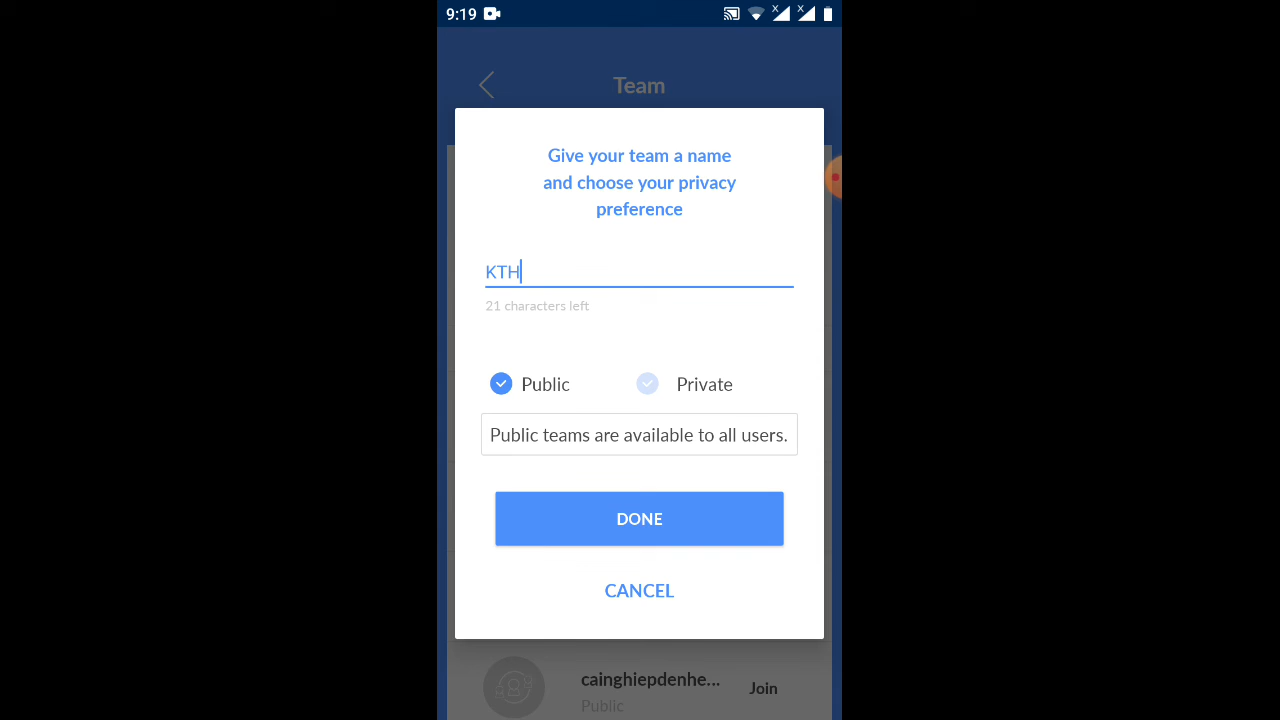 9:19
Team
Give your team a name
and choose your privacy
preference
KTH
21 characters left
Public
Private
Public teams are available to all users.
DONE
CANCEL
cainghiepdenhe...
Join
Public